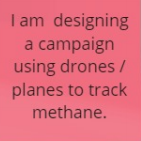 I am designing
a campaign
using drones /
planes to track
methane.